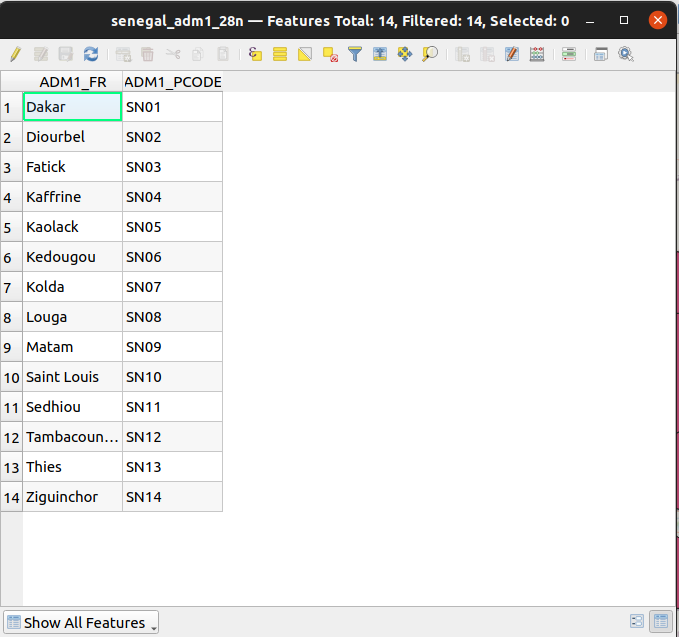 senegal_adm1_28n — Features Total: 14, Filtered: 14, Selected: 0
ADM1_FR ADM1_PCODE
1 Dakar SN01
2 Diourbel SN02
3 Fatick SN03
4 Kaffrine SN04
5 Kaolack SN05
6 Kedougou SN06
7 Kolda SN07
8 Louga SN08
9 Matam SN09
10 Saint Louis SN10
11 Sedhiou SN11
12 Tambacoun... SN12
13 Thies SN13
14 Ziguinchor SN14
Show All Features